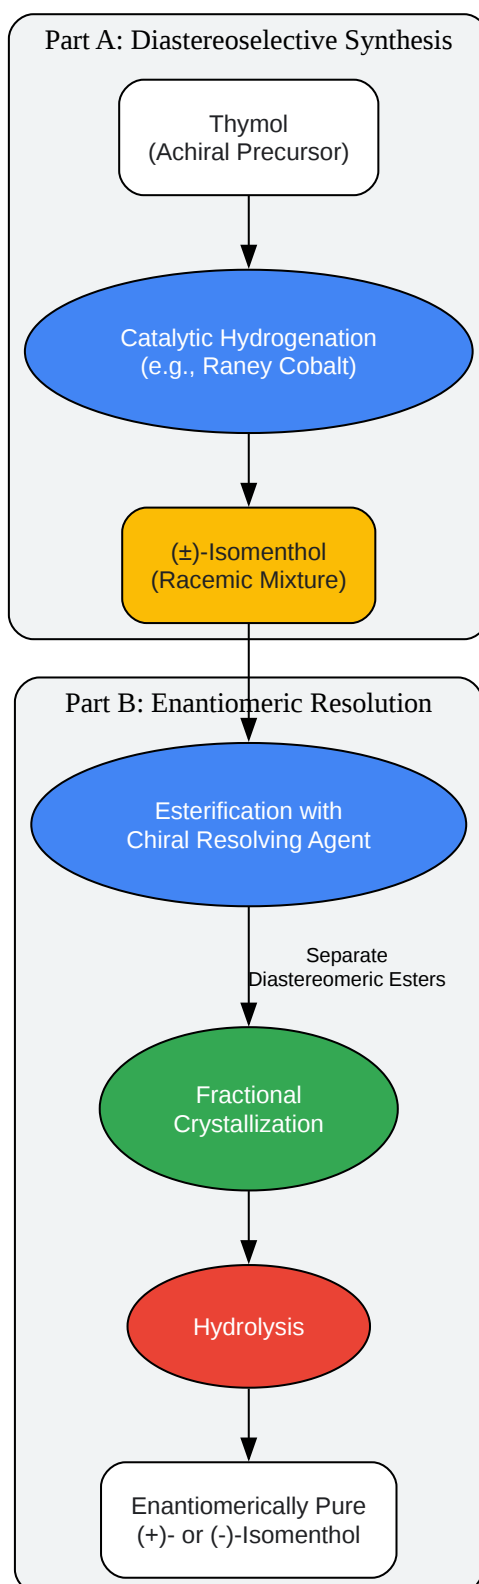 Part A: Diastereoselective Synthesis
Thymol
(Achiral Precursor)
Catalytic Hydrogenation
(e.g., Raney Cobalt)
(±)-Isomenthol
(Racemic Mixture)
Part B: Enantiomeric Resolution
Esterification with
Chiral Resolving Agent
Separate
Diastereomeric Esters
Fractional
Crystallization
Hydrolysis
Enantiomerically Pure
(+)- or (-)-Isomenthol